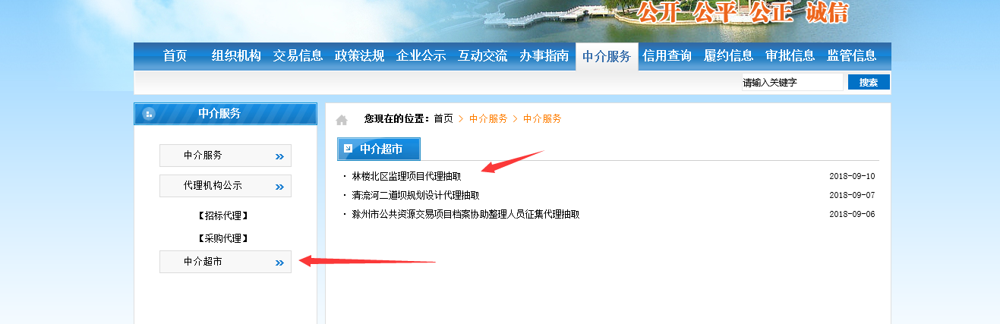 公开 公平 公正 诚信
首页 组织机构 交易信息 政策法规 企业公示 互动交流 办事指南 中介服务 信用查询 履约信息 审批信息 监管信息
请输入关键字 搜索
中介服务
中介服务
代理机构公示
【招标代理】
【采购代理】
中介超市
您现在的位置：首页 > 中介服务 > 中介服务
中介超市
· 林楼北区监理项目代理抽取 2018-09-10
· 清流河二道坝规划设计代理抽取 2018-09-07
· 滁州市公共资源交易项目档案协助整理人员征集代理抽取 2018-09-06